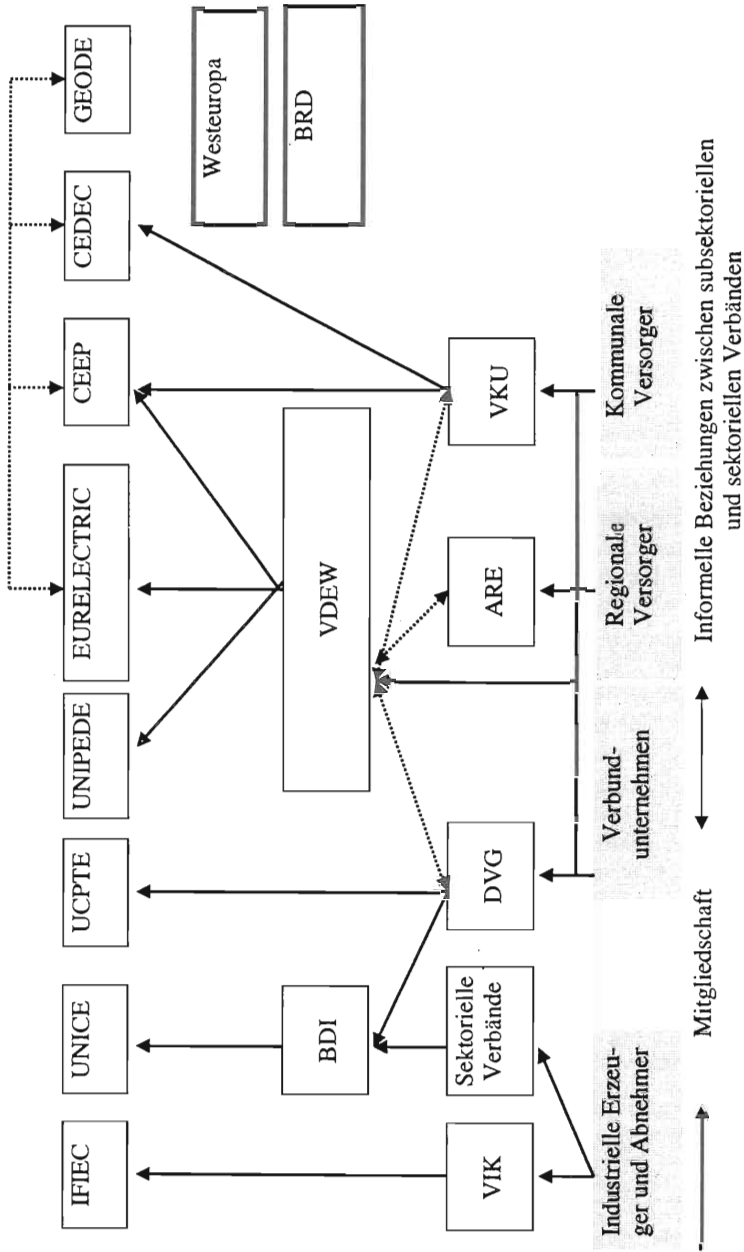 IFIEC
UNICE
UCPTE
UNIPEDE
EURELECTRIC
CEEP
CEDEC
GEODE
Westeuropa
BRD
BDI
VDEW
VIK
Sektorielle
Verbände
DVG
ARE
VKU
Industrielle Erzeu-
ger und Abnehmer
Verbund-
unternehmen
Regionale
Versorger
Kommunale
Versorger
Mitgliedschaft
Informelle Beziehungen zwischen subsektoriellen
und sektoriellen Verbänden